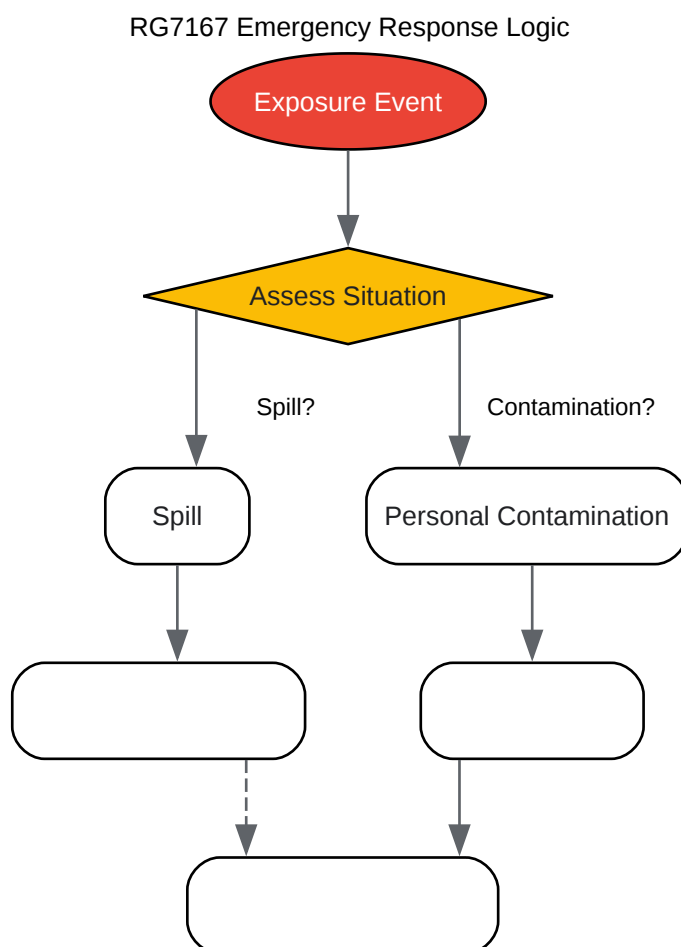 RG7167 Emergency Response Logic
Exposure Event
Assess Situation
Spill?
Contamination?
Spill
Personal Contamination